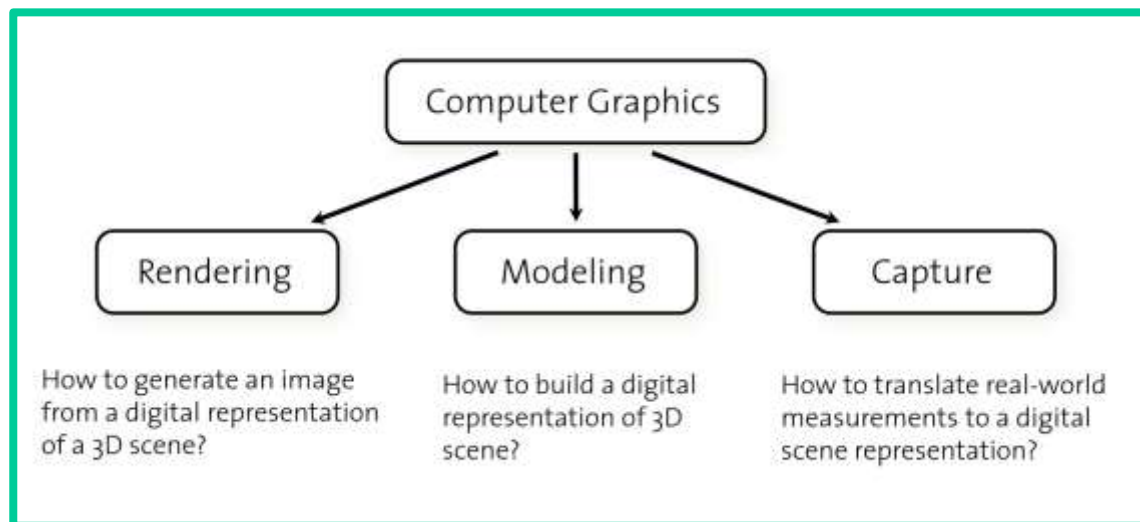 Computer Graphics
Rendering
Modeling
Capture
How to generate an image
from a digital representation
of a 3D scene?
How to build a digital
representation of 3D
scene?
How to translate real-world
measurements to a digital
scene representation?